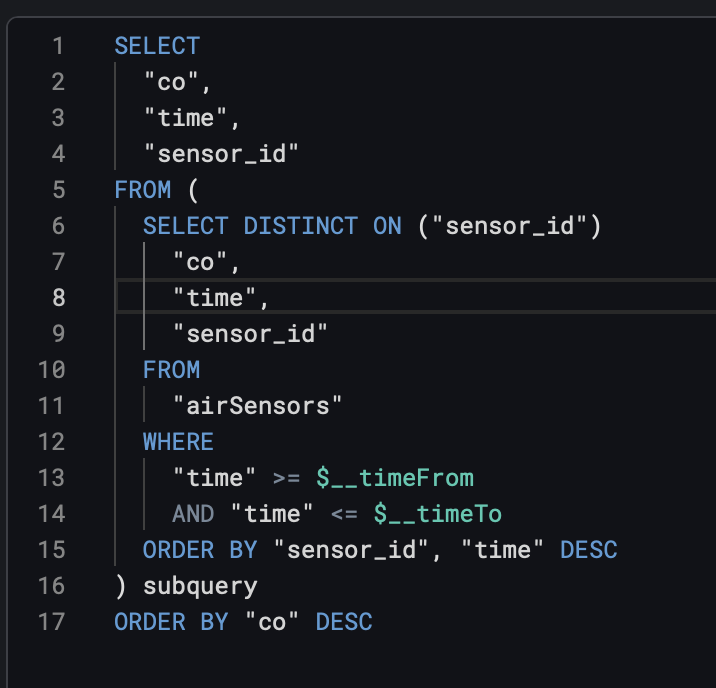 1 SELECT
2 "co",
3 "time",
4 "sensor_id"
5 FROM (
6 SELECT DISTINCT ON ("sensor_id")
7 "co",
8 "time",
9 "sensor_id"
10 FROM
11 "airSensors"
12 WHERE
13 "time" >= $__timeFrom
14 AND "time" <= $__timeTo
15 ORDER BY "sensor_id", "time" DESC
16 ) subquery
17 ORDER BY "co" DESC